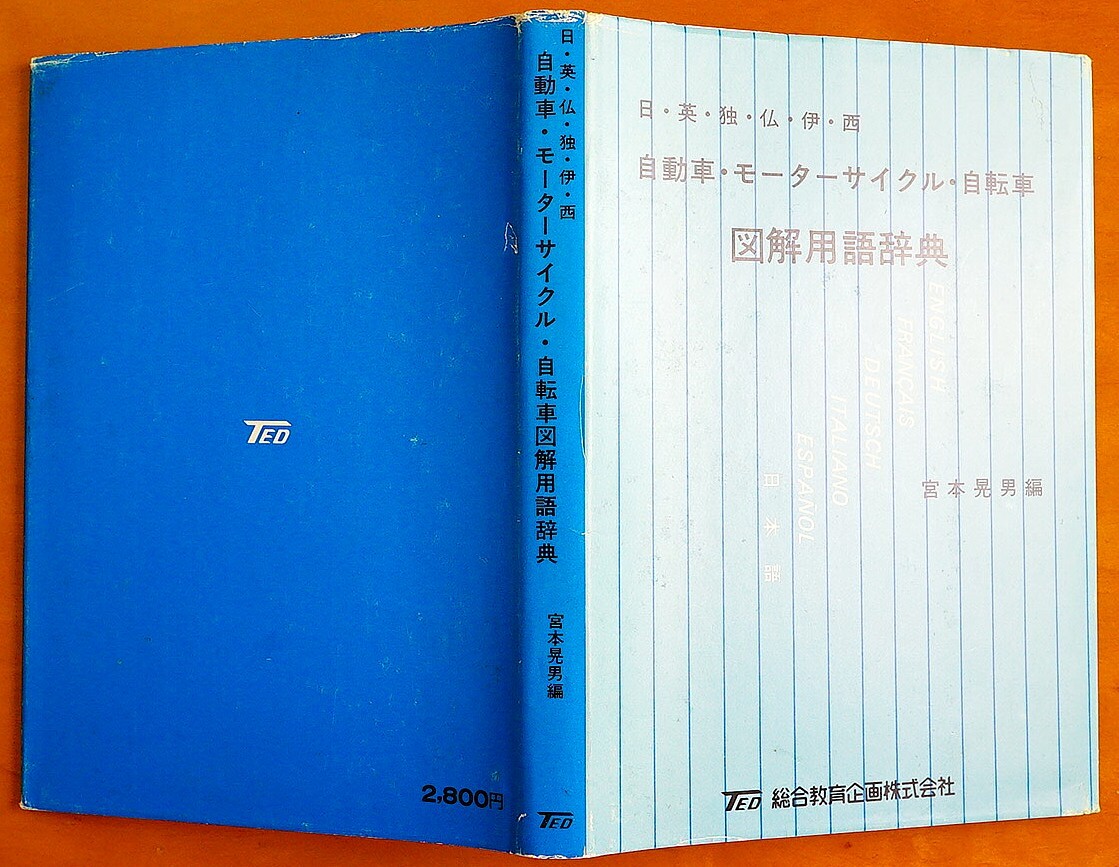 日・英・独・仏・伊・西
自動車・モーターサイクル・自転車
図解用語辞典
ENGLISH
FRANÇAIS
DEUTSCH
ITALIANO
ESPAÑOL
日本語
宮本晃男編
TED 総合教育企画株式会社
日・英・仏・独・伊・西
自動車・モーターサイクル・自転車図解用語辞典
宮本晃男編
TED
TED
2,800円